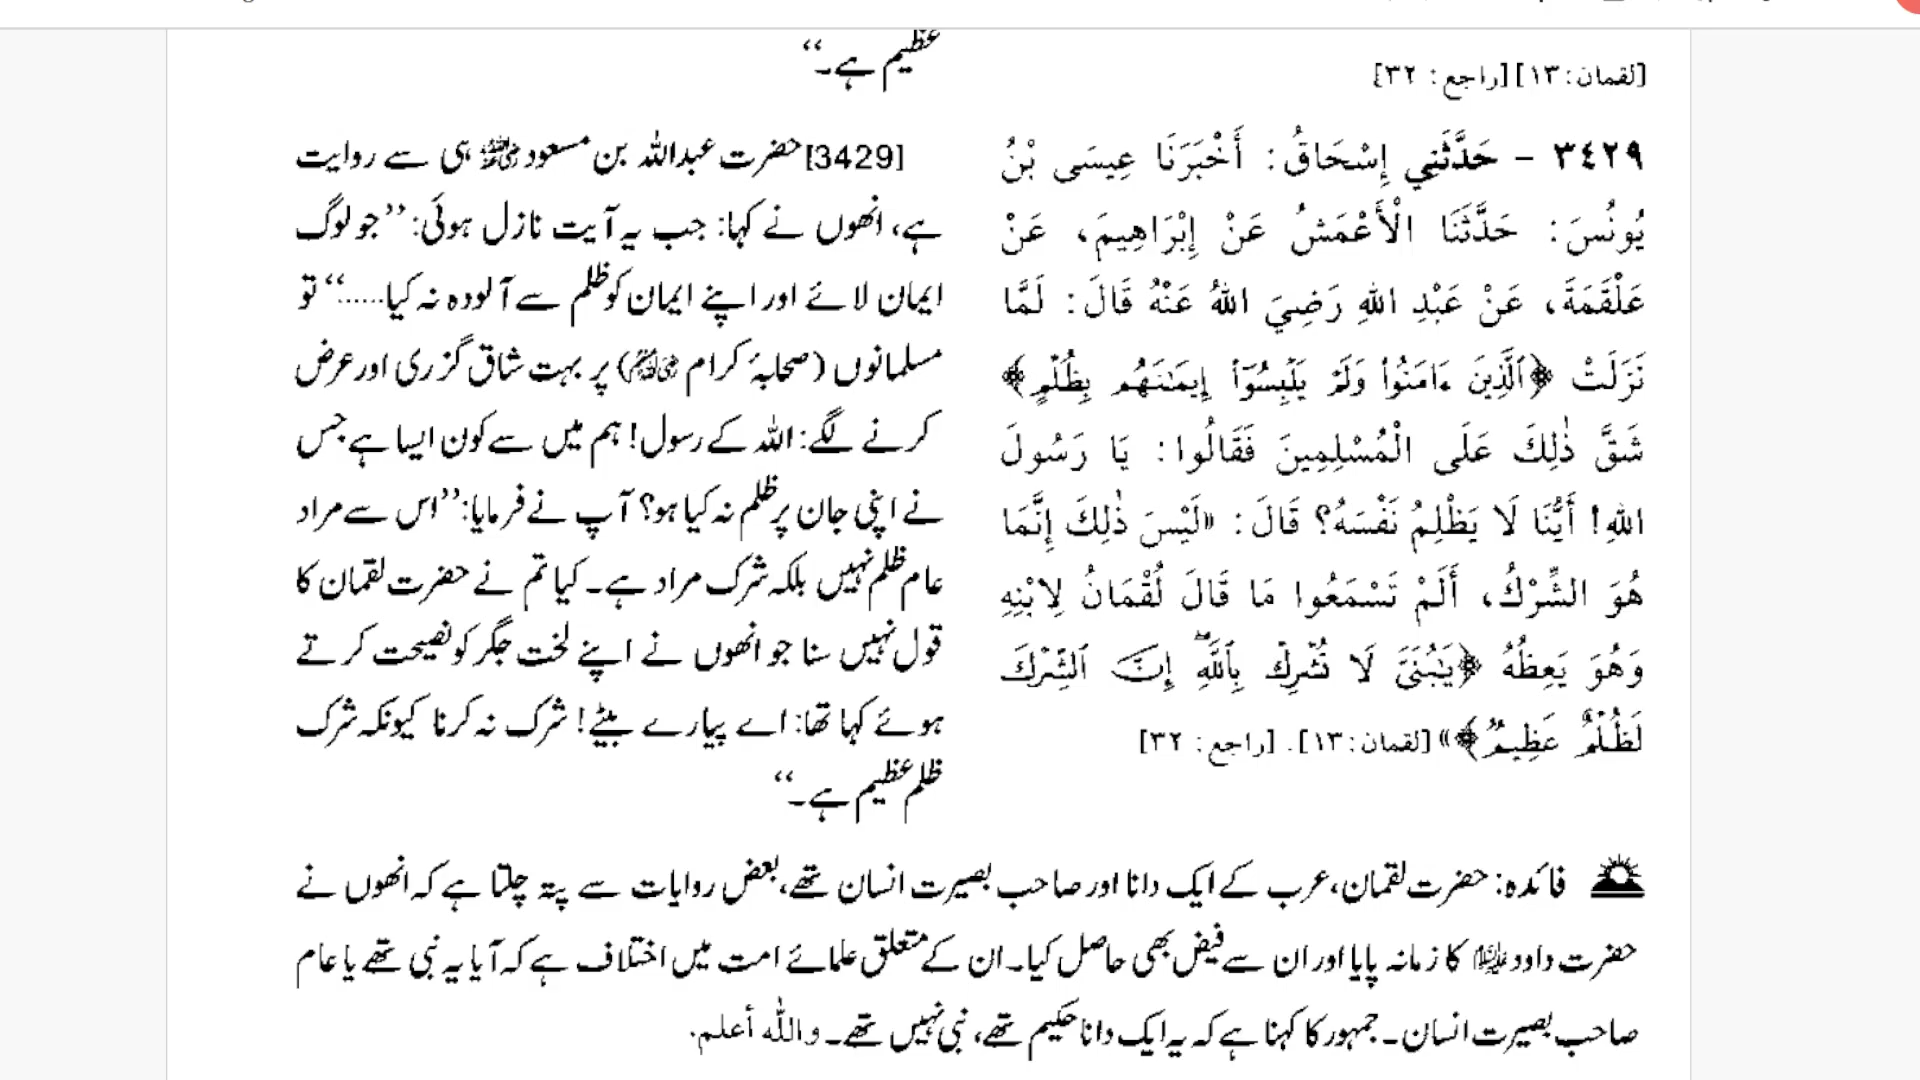 [لقمان: ١٣] [راجع: ٣٢]
٣٤٢٩ - حَدَّثَنِي إِسْحَاقُ: أَخْبَرَنَا عِيسَى بْنُ
يُونُسَ: حَدَّثَنَا الْأَعْمَشُ عَنْ إِبْرَاهِيمَ، عَنْ
عَلْقَمَةَ، عَنْ عَبْدِ اللهِ رَضِيَ اللهُ عَنْهُ قَالَ: لَمَّا
نَزَلَتْ ﴿ٱلَّذِينَ ءَامَنُوا۟ وَلَمْ يَلْبِسُوٓا۟ إِيمَـٰنَهُم بِظُلْمٍ﴾
شَقَّ ذٰلِكَ عَلَى الْمُسْلِمِينَ فَقَالُوا: يَا رَسُولَ
اللهِ! أَيُّنَا لَا يَظْلِمُ نَفْسَهُ؟ قَالَ: «لَيْسَ ذٰلِكَ إِنَّمَا
هُوَ الشِّرْكُ، أَلَمْ تَسْمَعُوا مَا قَالَ لُقْمَانُ لِابْنِهِ
وَهُوَ يَعِظُهُ ﴿يَـٰبُنَىَّ لَا تُشْرِكْ بِٱللَّهِ ۖ إِنَّ ٱلشِّرْكَ
لَظُلْمٌ عَظِيمٌ﴾» [لقمان: ١٣]. [راجع: ٣٢]
عظیم ہے۔‘‘
[3429] حضرت عبداللہ بن مسعود رضی اللہ عنہ ہی سے روایت
ہے، انھوں نے کہا: جب یہ آیت نازل ہوئی: ’’جو لوگ
ایمان لائے اور اپنے ایمان کو ظلم سے آلودہ نہ کیا......‘‘ تو
مسلمانوں (صحابۂ کرام رضی اللہ عنہم) پر بہت شاق گزری اور عرض
کرنے لگے: اللہ کے رسول! ہم میں سے کون ایسا ہے جس
نے اپنی جان پر ظلم نہ کیا ہو؟ آپ نے فرمایا: ’’اس سے مراد
عام ظلم نہیں بلکہ شرک مراد ہے۔ کیا تم نے حضرت لقمان کا
قول نہیں سنا جو انھوں نے اپنے لخت جگر کو نصیحت کرتے
ہوئے کہا تھا: اے پیارے بیٹے! شرک نہ کرنا کیونکہ شرک
ظلم عظیم ہے۔‘‘
فائدہ: حضرت لقمان، عرب کے ایک دانا اور صاحب بصیرت انسان تھے، بعض روایات سے پتہ چلتا ہے کہ انھوں نے
حضرت داود علیہ السلام کا زمانہ پایا اور ان سے فیض بھی حاصل کیا۔ ان کے متعلق علمائے امت میں اختلاف ہے کہ آیا یہ نبی تھے یا عام
صاحب بصیرت انسان۔ جمہور کا کہنا ہے کہ یہ ایک دانا حکیم تھے، نبی نہیں تھے۔ واللّٰه أعلم.